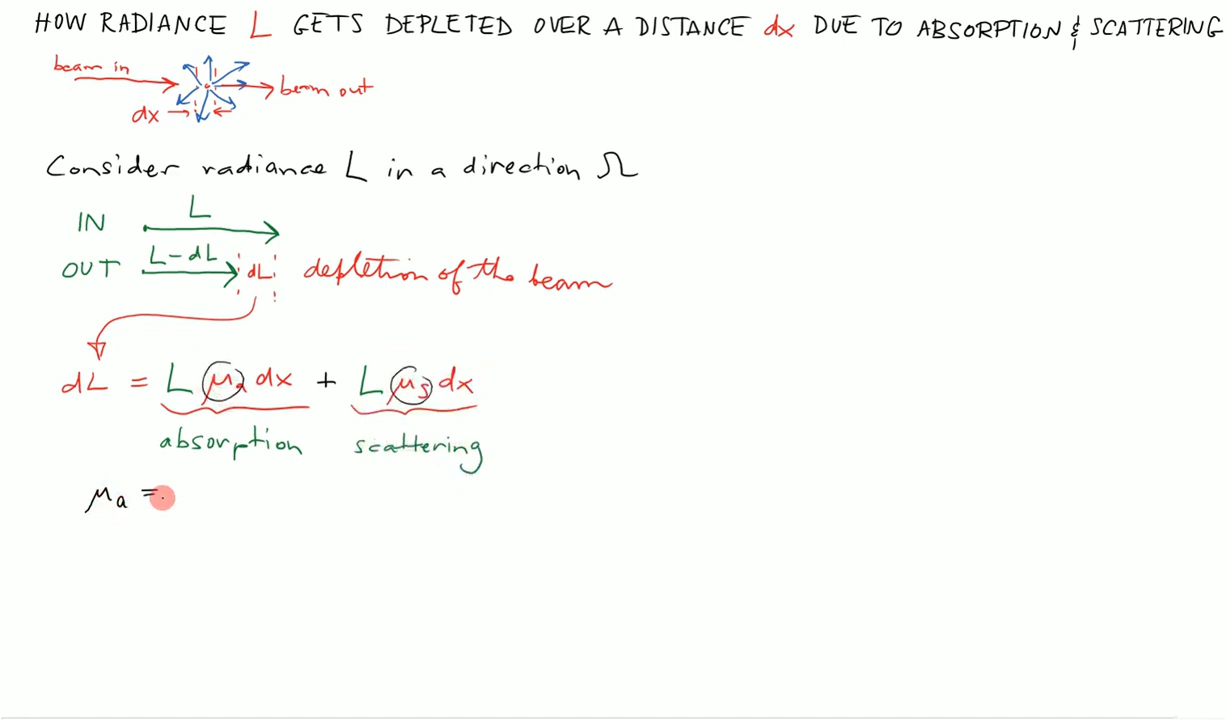 HOW RADIANCE L GETS DEPLETED OVER A DISTANCE dx DUE TO ABSORPTION & SCATTERING
beam in
beam out
dx
Consider radiance L in a direction Ω
IN L
OUT L-dL dL depletion of the beam
dL = L μa dx + L μs dx
absorption scattering
μa =